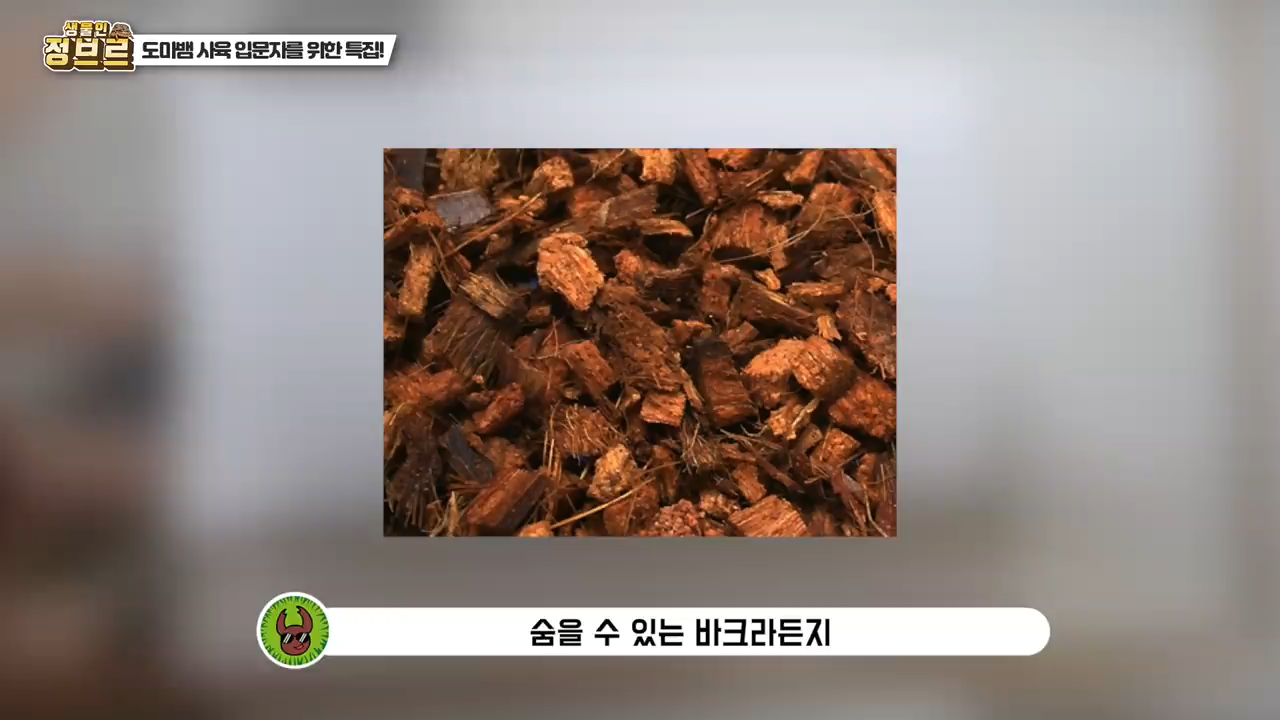 생물인
정브르
도마뱀 사육 입문자를 위한 특집!
숨을 수 있는 바크라든지